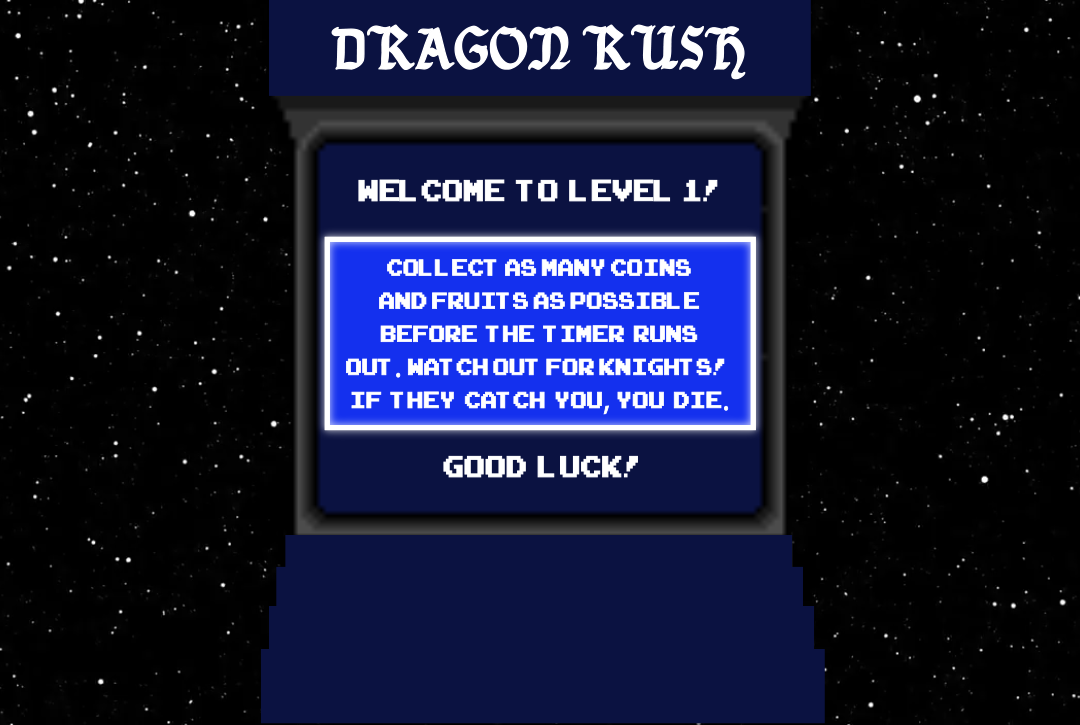 DRAGON RUSH
WELCOME TO LEVEL 1!
COLLECT AS MANY COINS
AND FRUITS AS POSSIBLE
BEFORE THE TIMER RUNS
OUT. WATCH OUT FOR KNIGHTS!
IF THEY CATCH YOU, YOU DIE.
GOOD LUCK!